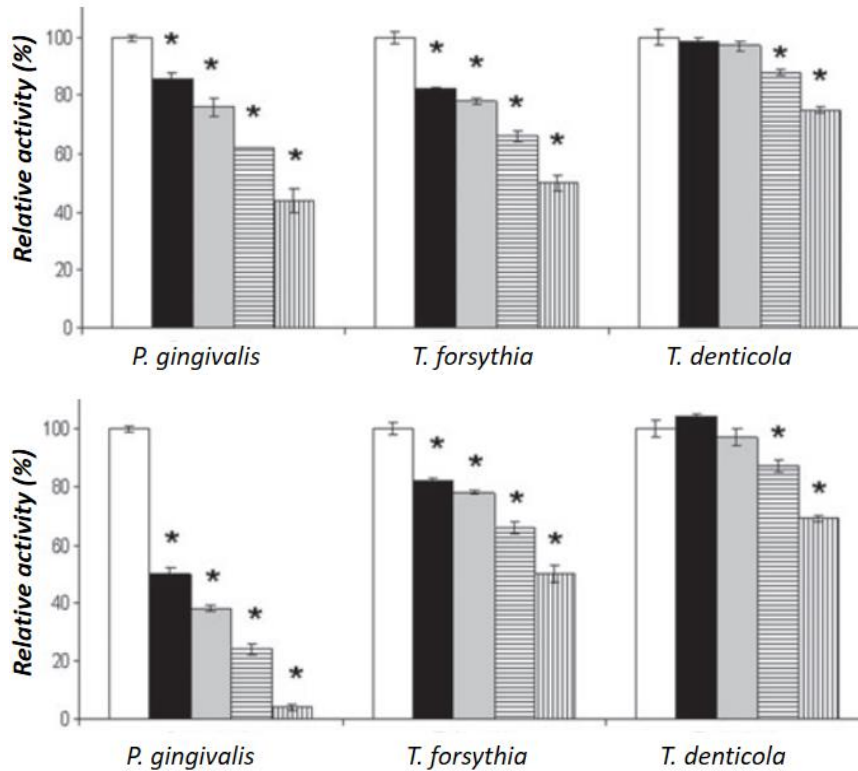 Relative activity (%)
100
80
60
40
20
0
* * * *
* * * *
* *
P. gingivalis T. forsythia T. denticola
Relative activity (%)
100
80
60
40
20
0
* * * *
* * * *
* *
P. gingivalis T. forsythia T. denticola